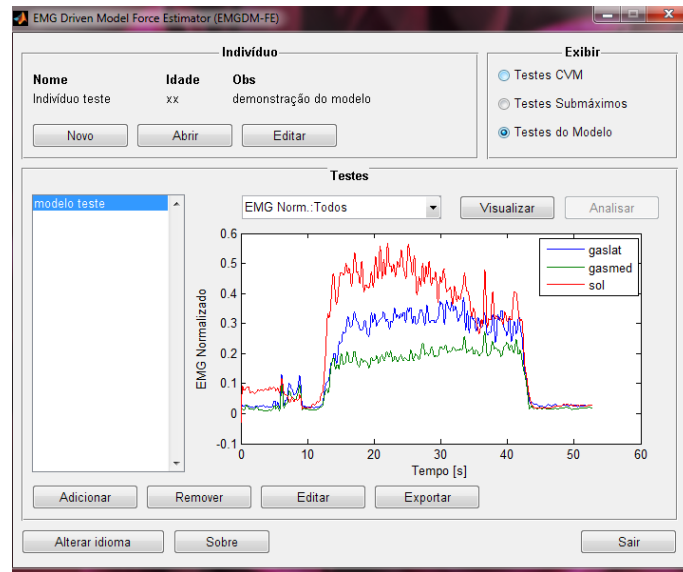 EMG Driven Model Force Estimator (EMGDM-FE)
Indivíduo
Nome Idade Obs
Indivíduo teste xx demonstração do modelo
Novo Abrir Editar
Exibir
Testes CVM
Testes Submáximos
Testes do Modelo
Testes
modelo teste
EMG Norm.:Todos Visualizar Analisar
gaslat
gasmed
sol
EMG Normalizado
0.6
0.5
0.4
0.3
0.2
0.1
0
-0.1
0 10 20 30 40 50 60
Tempo [s]
Adicionar Remover Editar Exportar
Alterar idioma Sobre Sair